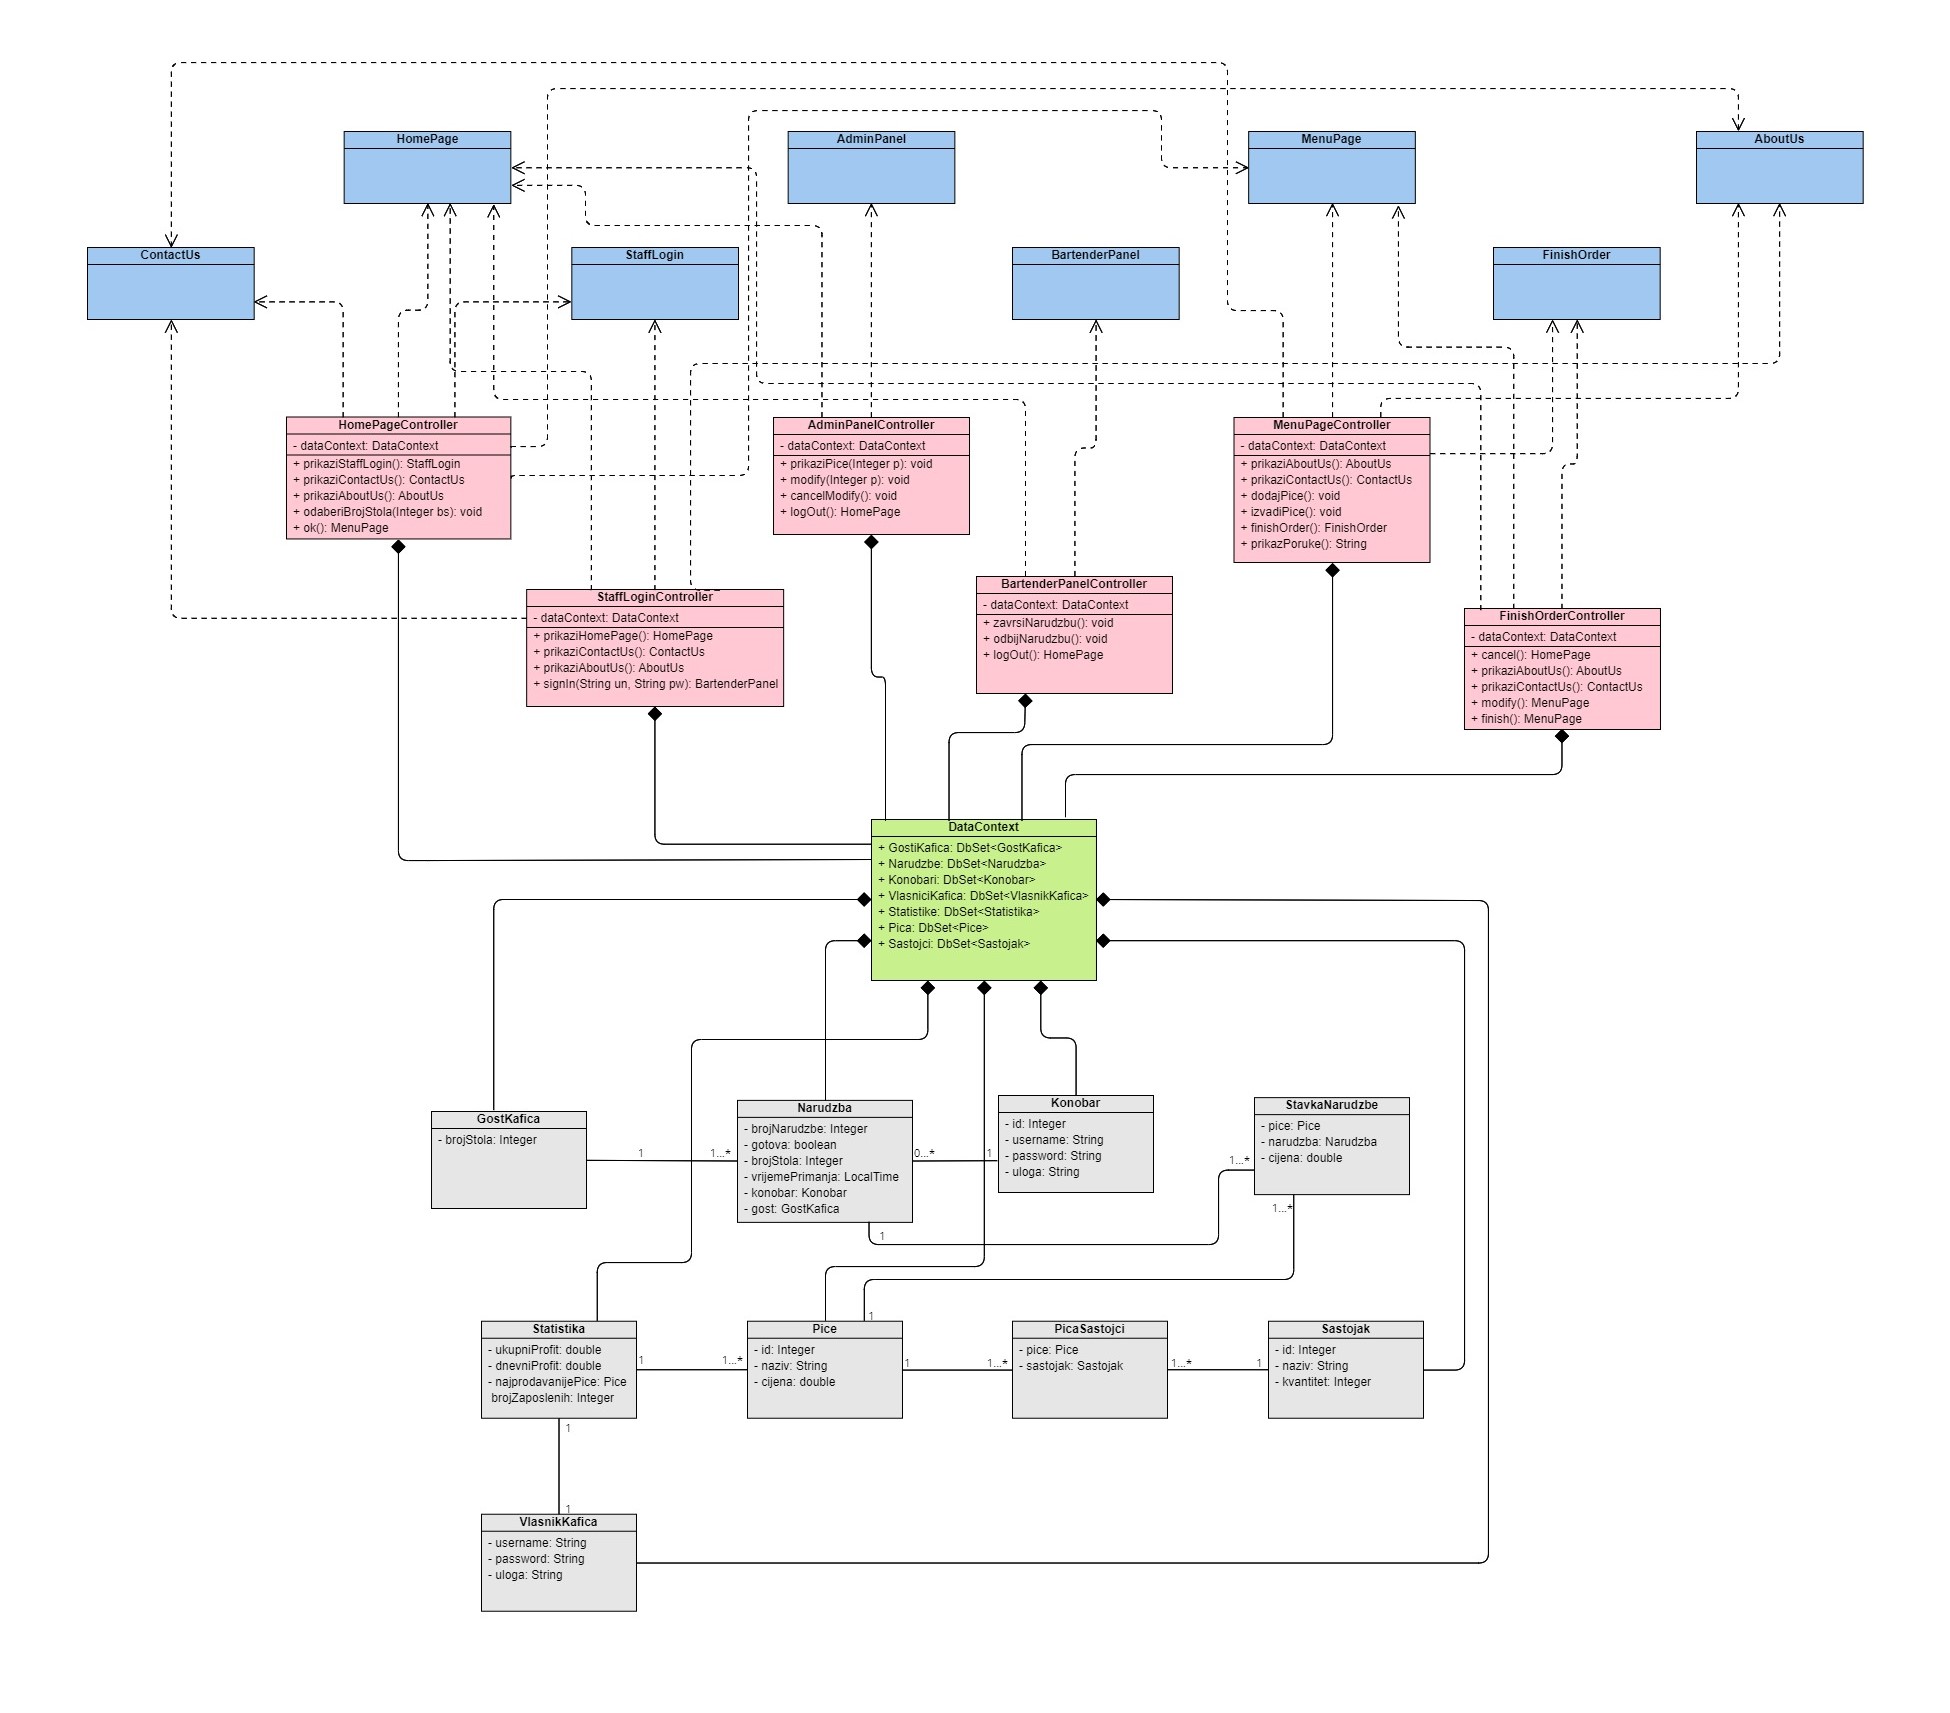 HomePage
AdminPanel
MenuPage
AboutUs
ContactUs
StaffLogin
BartenderPanel
FinishOrder
HomePageController
- dataContext: DataContext
+ prikaziStaffLogin(): StaffLogin
+ prikaziContactUs(): ContactUs
+ prikaziAboutUs(): AboutUs
+ odaberiBrojStola(Integer bs): void
+ ok(): MenuPage
AdminPanelController
- dataContext: DataContext
+ prikaziPice(Integer p): void
+ modify(Integer p): void
+ cancelModify(): void
+ logOut(): HomePage
MenuPageController
- dataContext: DataContext
+ prikaziAboutUs(): AboutUs
+ prikaziContactUs(): ContactUs
+ dodajPice(): void
+ izvadiPice(): void
+ finishOrder(): FinishOrder
+ prikazPoruke(): String
StaffLoginController
- dataContext: DataContext
+ prikaziHomePage(): HomePage
+ prikaziContactUs(): ContactUs
+ prikaziAboutUs(): AboutUs
+ signIn(String un, String pw): BartenderPanel
BartenderPanelController
- dataContext: DataContext
+ zavrsiNarudzbu(): void
+ odbijNarudzbu(): void
+ logOut(): HomePage
FinishOrderController
- dataContext: DataContext
+ cancel(): HomePage
+ prikaziAboutUs(): AboutUs
+ prikaziContactUs(): ContactUs
+ modify(): MenuPage
+ finish(): MenuPage
DataContext
+ GostiKafica: DbSet<GostKafica>
+ Narudzbe: DbSet<Narudzba>
+ Konobari: DbSet<Konobar>
+ VlasniciKafica: DbSet<VlasnikKafica>
+ Statistike: DbSet<Statistika>
+ Pica: DbSet<Pice>
+ Sastojci: DbSet<Sastojak>
GostKafica
- brojStola: Integer
1
1...*
Narudzba
- brojNarudzbe: Integer
- gotova: boolean
- brojStola: Integer
- vrijemePrimanja: LocalTime
- konobar: Konobar
- gost: GostKafica
0...*
1
Konobar
- id: Integer
- username: String
- password: String
- uloga: String
StavkaNarudzbe
- pice: Pice
- narudzba: Narudzba
- cijena: double
1...*
1...*
1
1
Statistika
- ukupniProfit: double
- dnevniProfit: double
- najprodavanijePice: Pice
brojZaposlenih: Integer
1
1...*
Pice
- id: Integer
- naziv: String
- cijena: double
1
1...*
PicaSastojci
- pice: Pice
- sastojak: Sastojak
1...*
1
Sastojak
- id: Integer
- naziv: String
- kvantitet: Integer
1
1
VlasnikKafica
- username: String
- password: String
- uloga: String